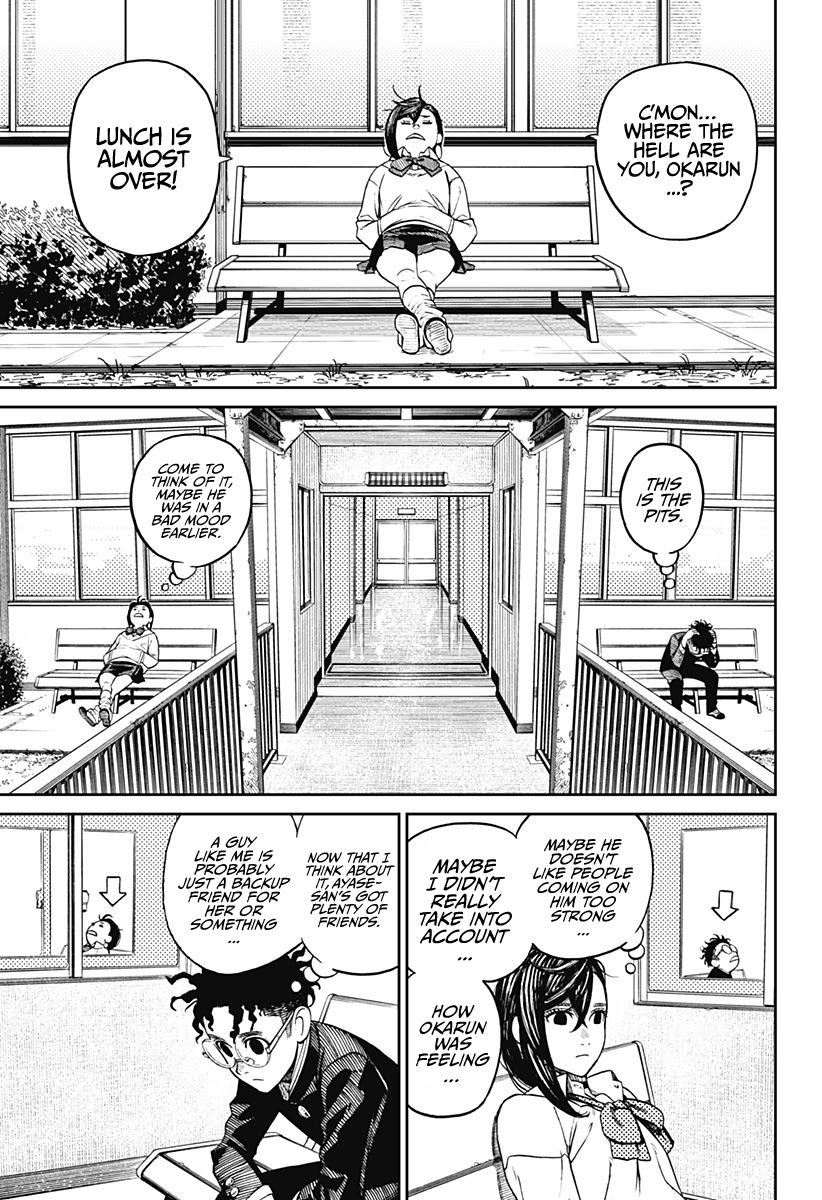 C'MON...
WHERE THE
HELL ARE
YOU, OKARUN
...?
LUNCH IS
ALMOST
OVER!
THIS
IS THE
PITS.
COME TO
THINK OF IT,
MAYBE HE
WAS IN A
BAD MOOD
EARLIER.
MAYBE HE
DOESN'T
LIKE PEOPLE
COMING ON
HIM TOO
STRONG
...
MAYBE
I DIDN'T
REALLY
TAKE INTO
ACCOUNT
...
HOW
OKARUN
WAS
FEELING
...
NOW THAT I
THINK ABOUT
IT, AYASE-
SAN'S GOT
PLENTY OF
FRIENDS.
A GUY
LIKE ME IS
PROBABLY
JUST A BACKUP
FRIEND FOR
HER OR
SOMETHING
...